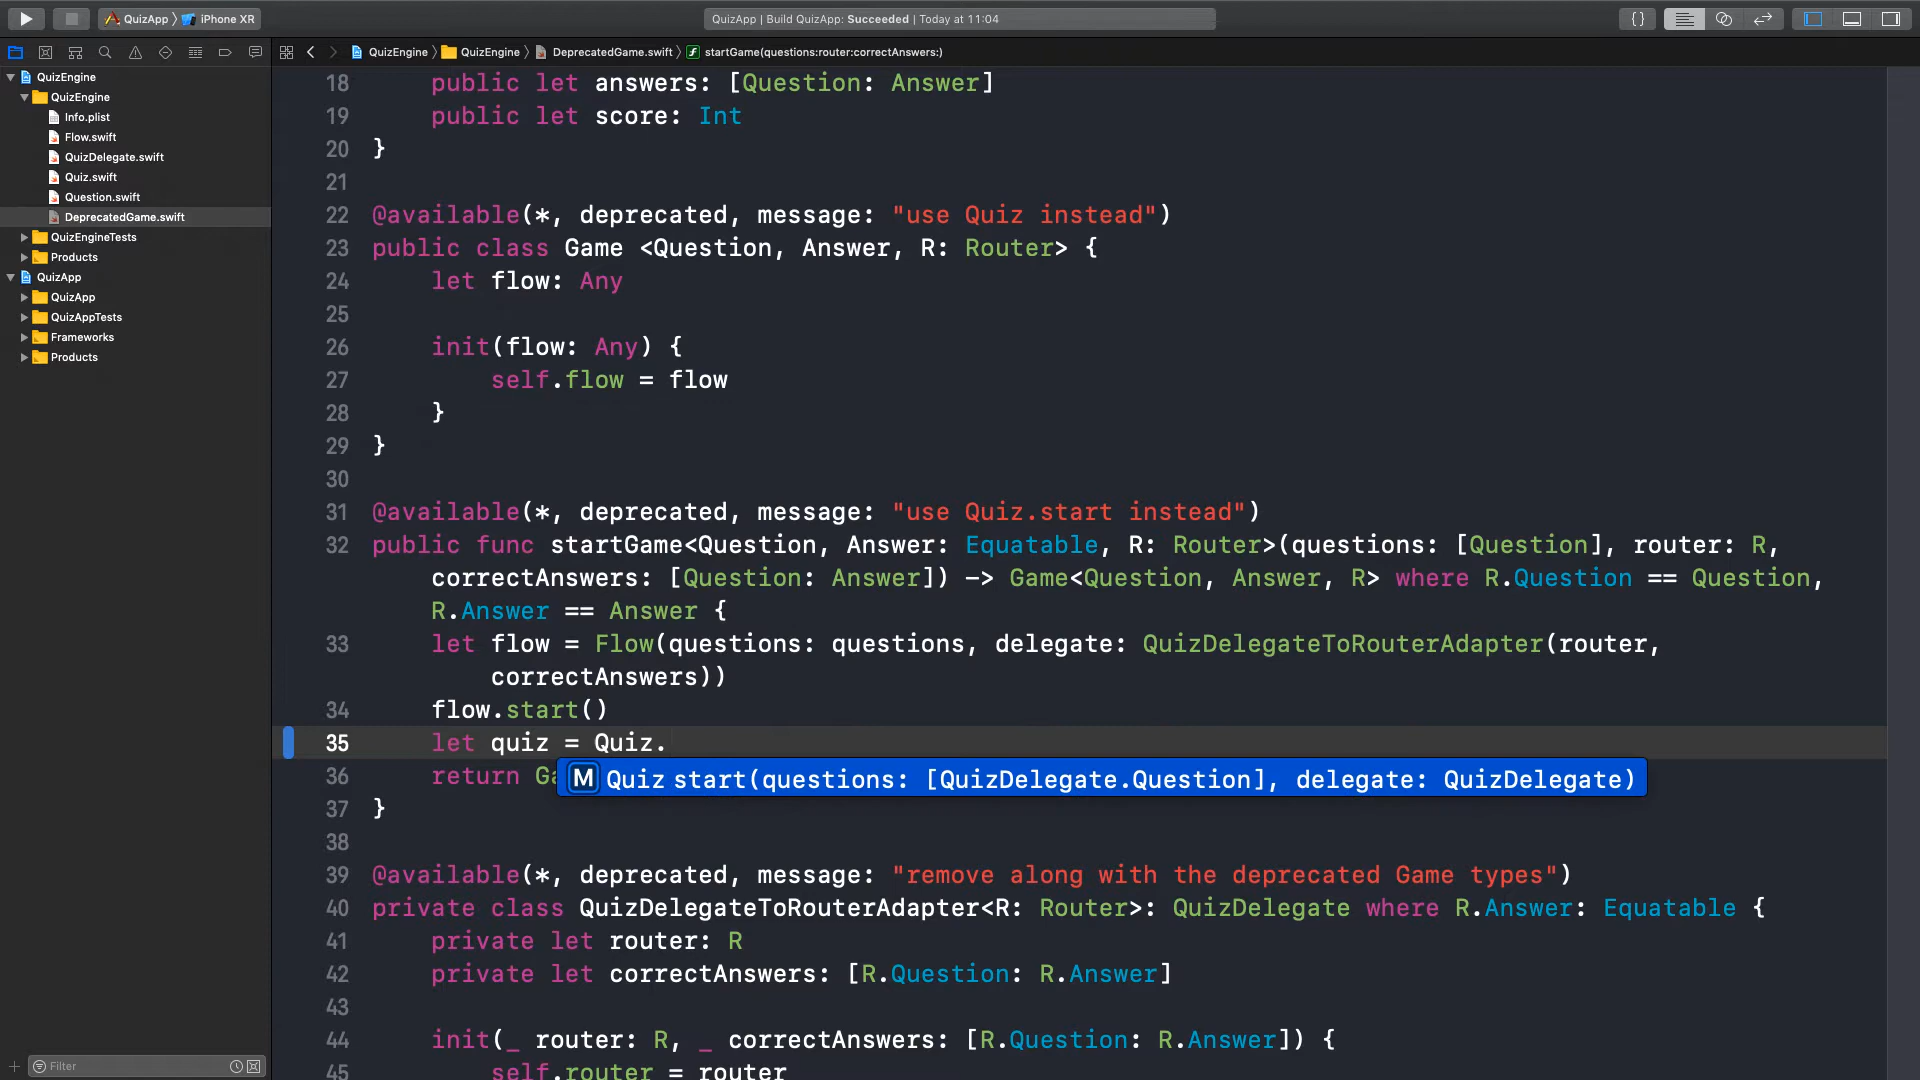 QuizApp
iPhone XR
QuizApp | Build QuizApp: Succeeded | Today at 11:04
QuizEngine
QuizEngine
DeprecatedGame.swift
startGame(questions:router:correctAnswers:)
QuizEngine
QuizEngine
Info.plist
Flow.swift
QuizDelegate.swift
Quiz.swift
Question.swift
DeprecatedGame.swift
QuizEngineTests
Products
QuizApp
QuizApp
QuizAppTests
Frameworks
Products
Filter
18 public let answers: [Question: Answer]
19 public let score: Int
20 }
21
22 @available(*, deprecated, message: "use Quiz instead")
23 public class Game <Question, Answer, R: Router> {
24 let flow: Any
25
26 init(flow: Any) {
27 self.flow = flow
28 }
29 }
30
31 @available(*, deprecated, message: "use Quiz.start instead")
32 public func startGame<Question, Answer: Equatable, R: Router>(questions: [Question], router: R,
correctAnswers: [Question: Answer]) -> Game<Question, Answer, R> where R.Question == Question,
R.Answer == Answer {
33 let flow = Flow(questions: questions, delegate: QuizDelegateToRouterAdapter(router,
correctAnswers))
34 flow.start()
35 let quiz = Quiz.
36 return Ga
M Quiz start(questions: [QuizDelegate.Question], delegate: QuizDelegate)
37 }
38
39 @available(*, deprecated, message: "remove along with the deprecated Game types")
40 private class QuizDelegateToRouterAdapter<R: Router>: QuizDelegate where R.Answer: Equatable {
41 private let router: R
42 private let correctAnswers: [R.Question: R.Answer]
43
44 init(_ router: R, _ correctAnswers: [R.Question: R.Answer]) {
45 self.router = router